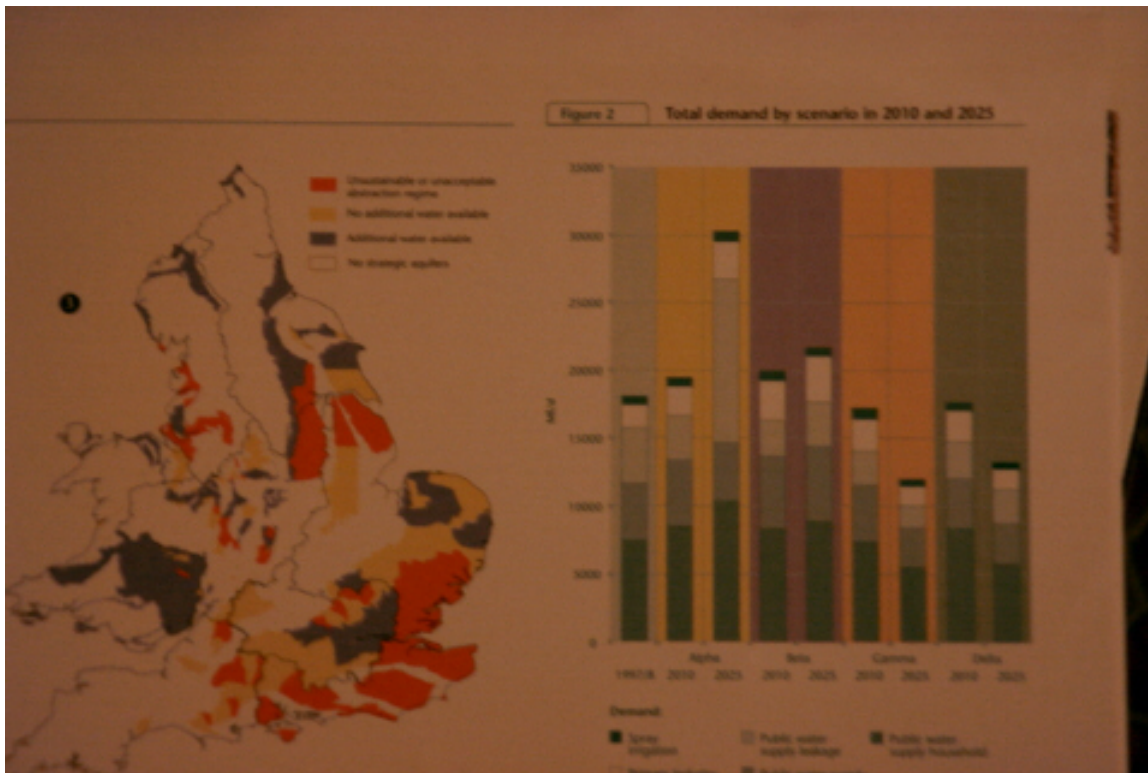 Figure 2 Total demand by scenario in 2010 and 2025
Unsustainable or unacceptable
abstraction regime
No additional water available
Additional water available
No strategic aquifers
35000
30000
25000
20000
15000
10000
5000
0
Alpha Beta Gamma Delta
1997/8 2010 2025 2010 2025 2010 2025 2010 2025
Demand:
Spray
irrigation
Public water
supply leakage
Public water
supply household